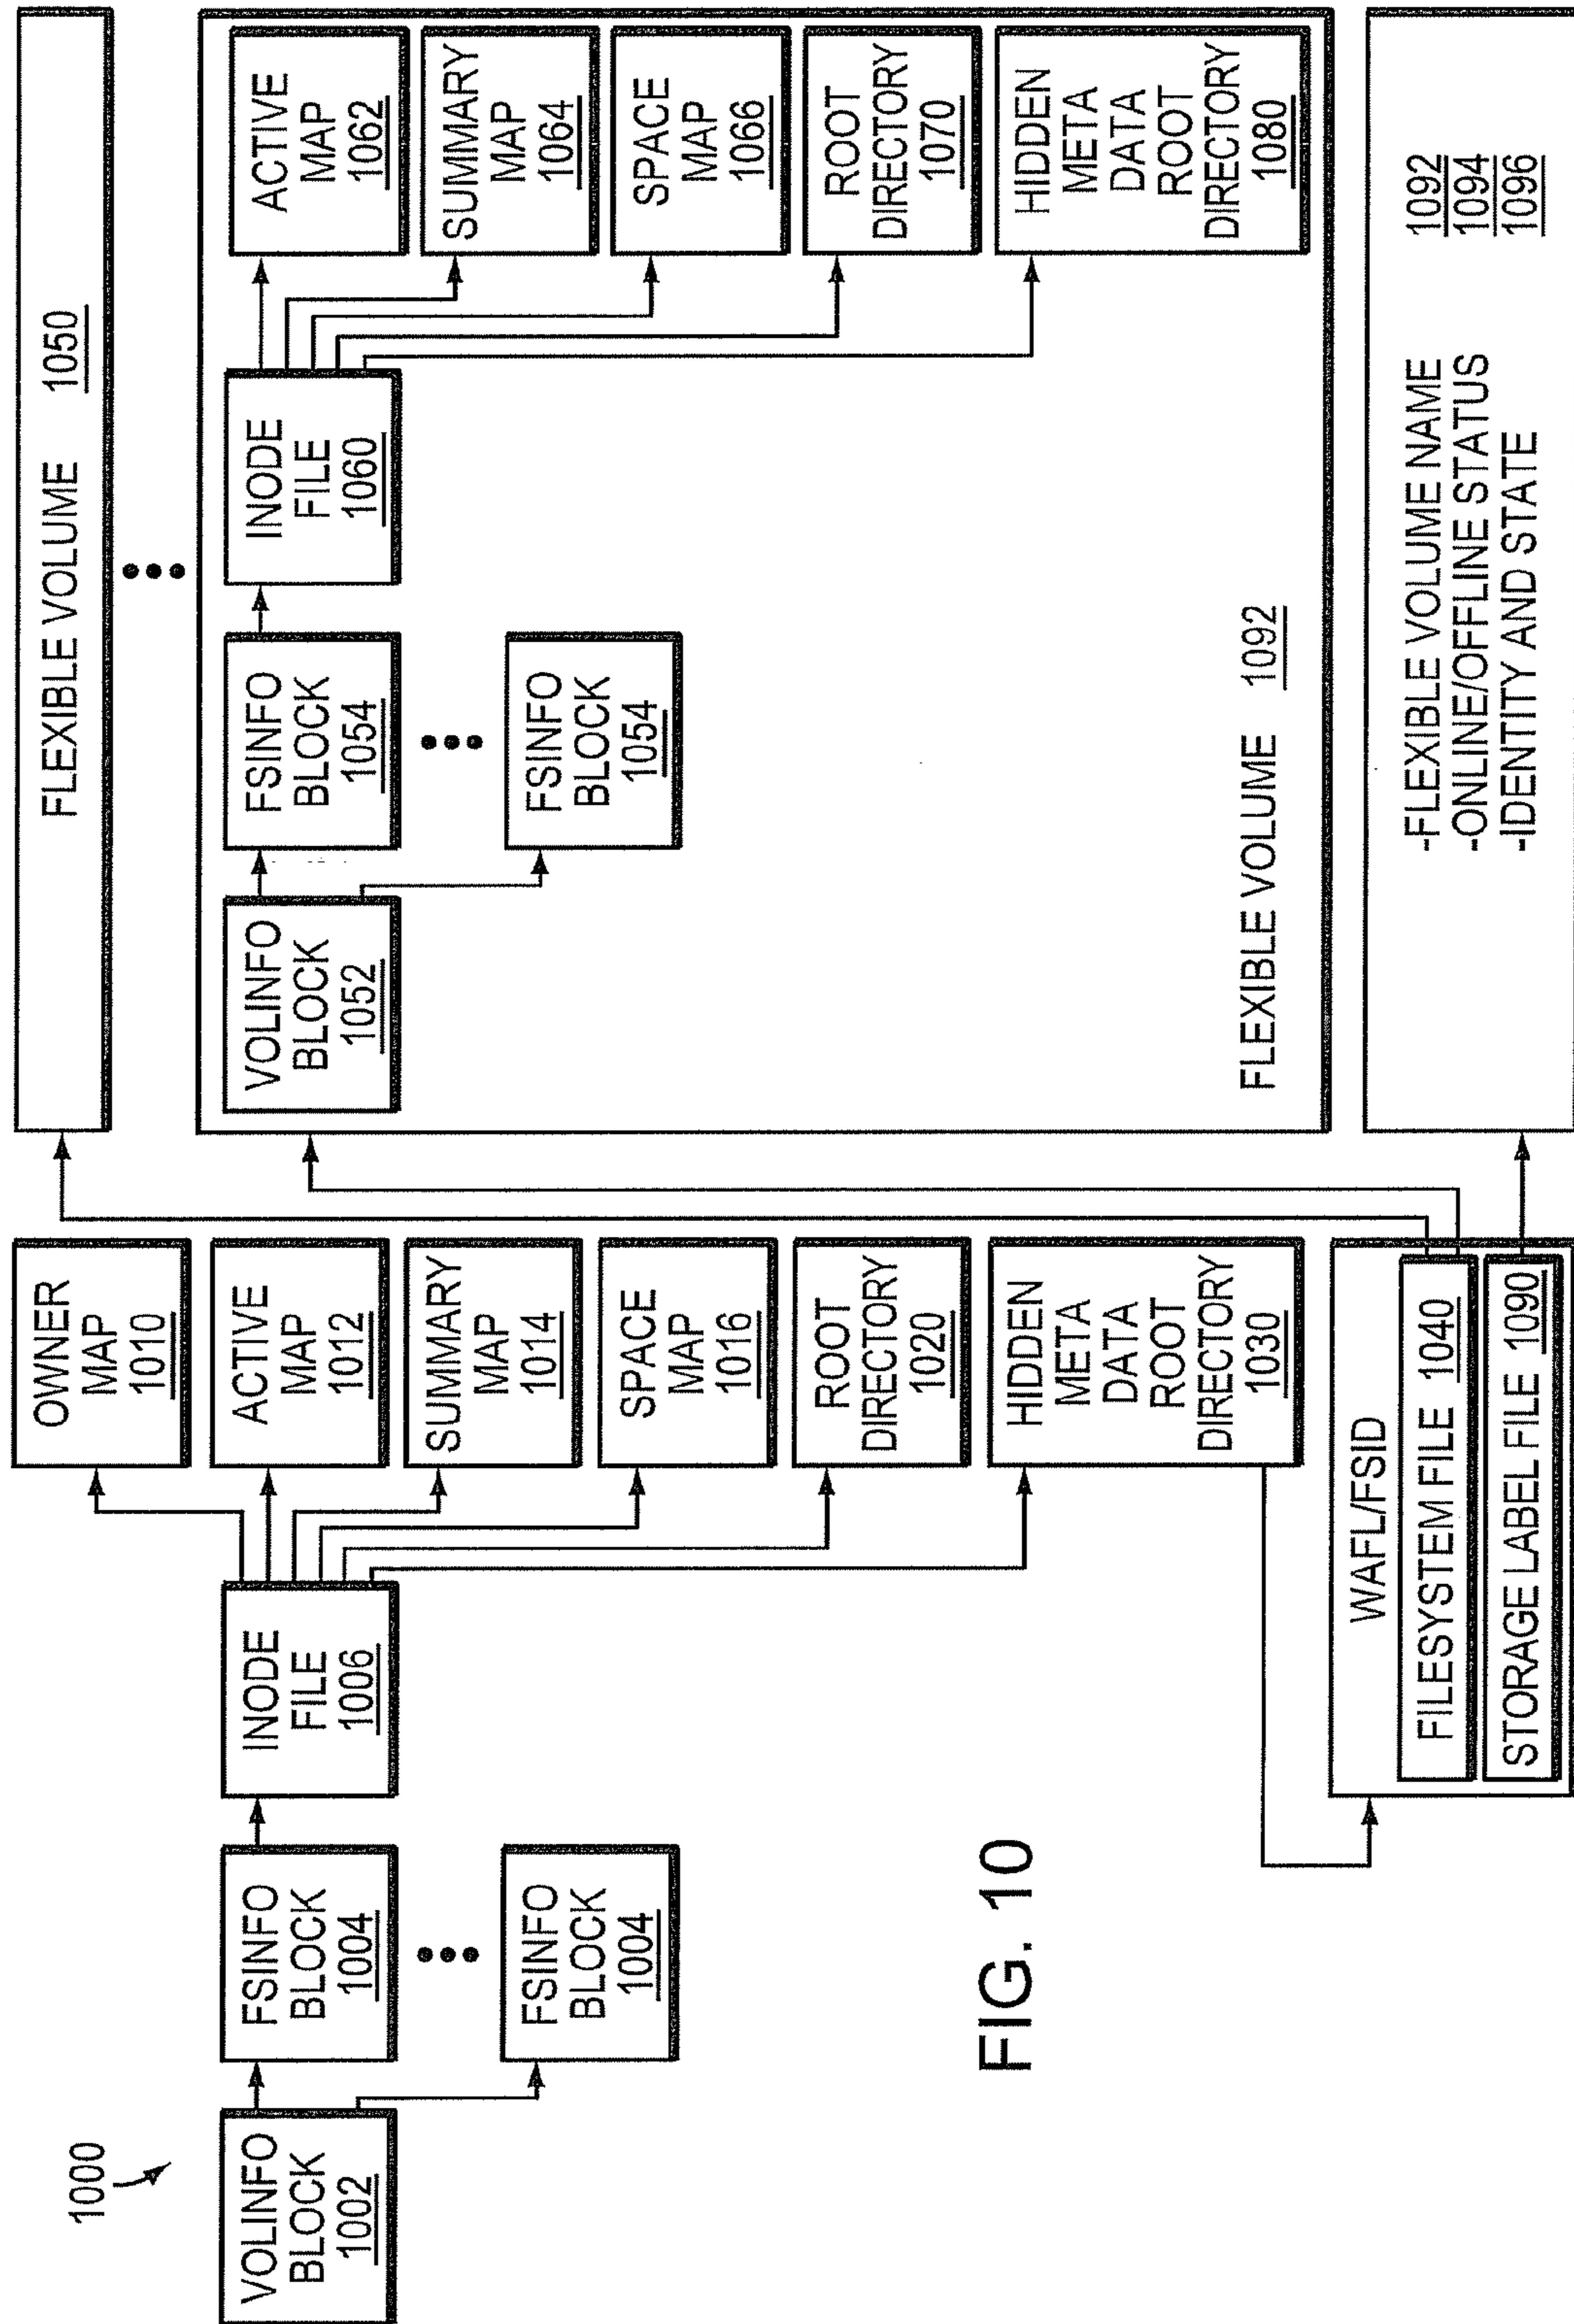 1000
VOLINFO
BLOCK
1002
FSINFO
BLOCK
1004
FSINFO
BLOCK
1004
INODE
FILE
1006
OWNER
MAP
1010
ACTIVE
MAP
1012
SUMMARY
MAP
1014
SPACE
MAP
1016
ROOT
DIRECTORY
1020
HIDDEN
META
DATA
ROOT
DIRECTORY
1030
WAFL/FSID
FILESYSTEM FILE 1040
STORAGE LABEL FILE 1090
FLEXIBLE VOLUME 1050
VOLINFO
BLOCK
1052
FSINFO
BLOCK
1054
FSINFO
BLOCK
1054
INODE
FILE
1060
ACTIVE
MAP
1062
SUMMARY
MAP
1064
SPACE
MAP
1066
ROOT
DIRECTORY
1070
HIDDEN
META
DATA
ROOT
DIRECTORY
1080
FLEXIBLE VOLUME 1092
-FLEXIBLE VOLUME NAME 1092
-ONLINE/OFFLINE STATUS 1094
-IDENTITY AND STATE 1096
FIG. 10